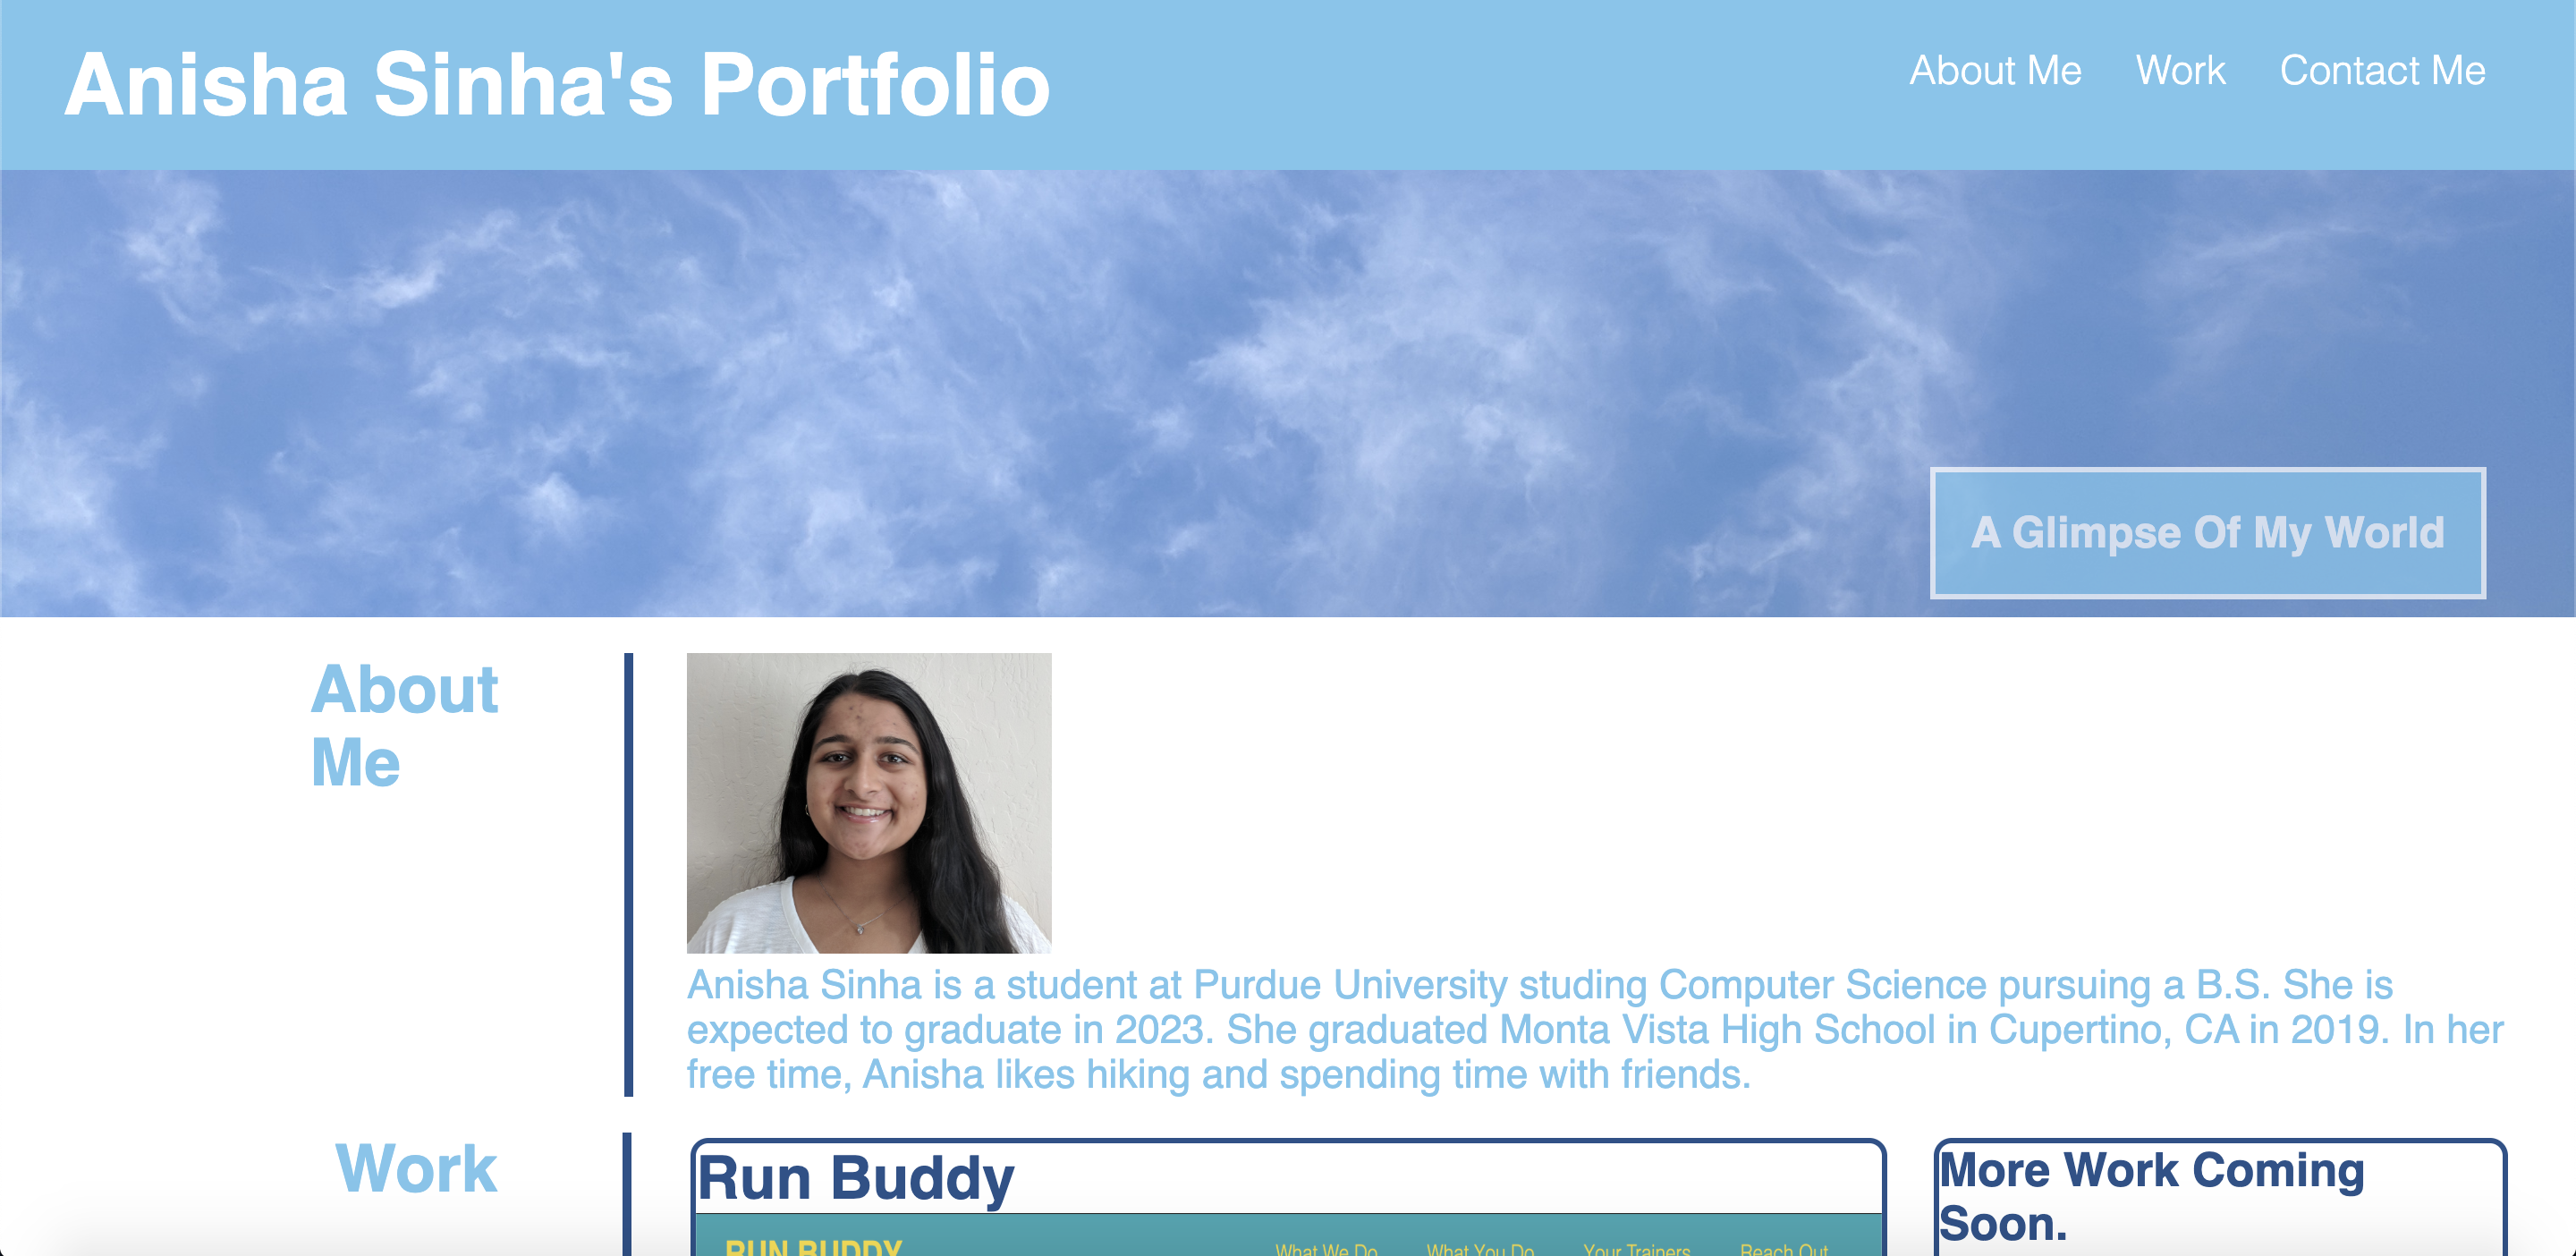 Anisha Sinha's Portfolio
About Me Work Contact Me
A Glimpse Of My World
About
Me
Anisha Sinha is a student at Purdue University studing Computer Science pursuing a B.S. She is
expected to graduate in 2023. She graduated Monta Vista High School in Cupertino, CA in 2019. In her
free time, Anisha likes hiking and spending time with friends.
Work
Run Buddy
RUN BUDDY
What We Do What You Do Your Trainers Reach Out
More Work Coming
Soon.